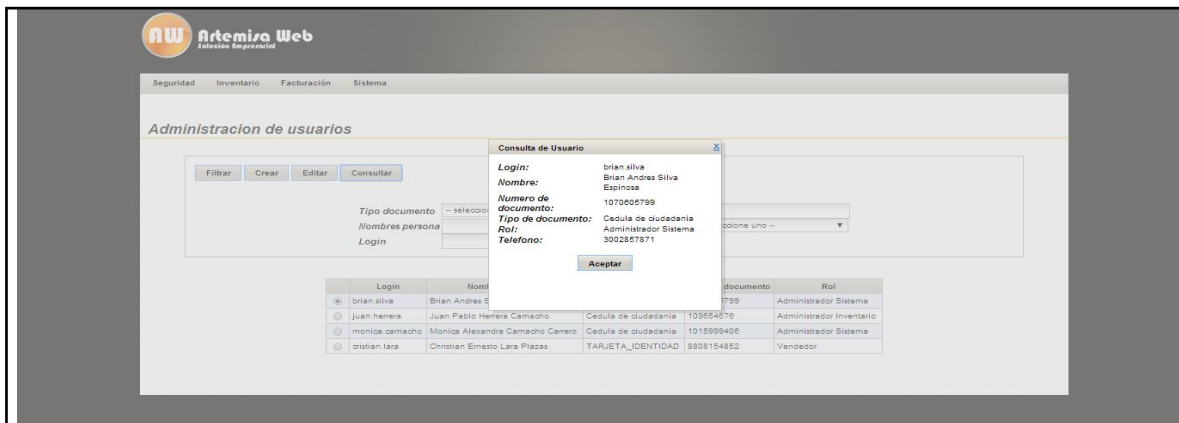 AW Artemisa Web
Solución Empresarial
Seguridad Inventario Facturación Sistema
Administracion de usuarios
Consulta de Usuario X
Filtrar Crear Editar Consultar
Login: brian.silva
Nombre: Brian Andres Silva
Espinosa
Numero de
documento: 1070605799
Tipo de documento: Cedula de ciudadania
Rol: Administrador Sistema
Telefono: 3002857871
Aceptar
Tipo documento -- seleccio
Nombres persona ccione uno --
Login
Login Nomb documento Rol
brian.silva Brian Andres S 5799 Administrador Sistema
juan.herrera Juan Pablo Herrera Camacho Cedula de ciudadania 109654676 Administrador Inventario
monica.camacho Monica Alexandra Camacho Carrero Cedula de ciudadania 1015999406 Administrador Sistema
cristian.lara Christian Ernesto Lara Plazas TARJETA_IDENTIDAD 8808154852 Vendedor